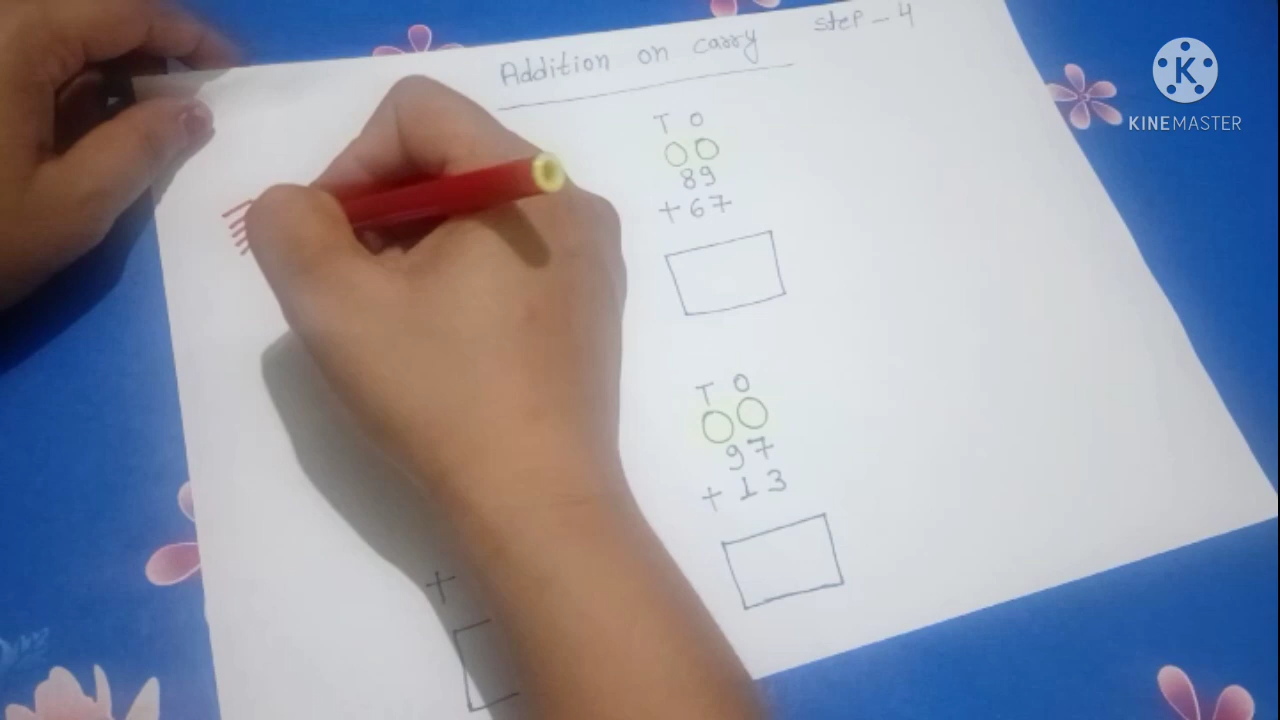 Addition on carry
step - 4
T O
89
+ 67
T O
97
+ 13
+
KINEMASTER